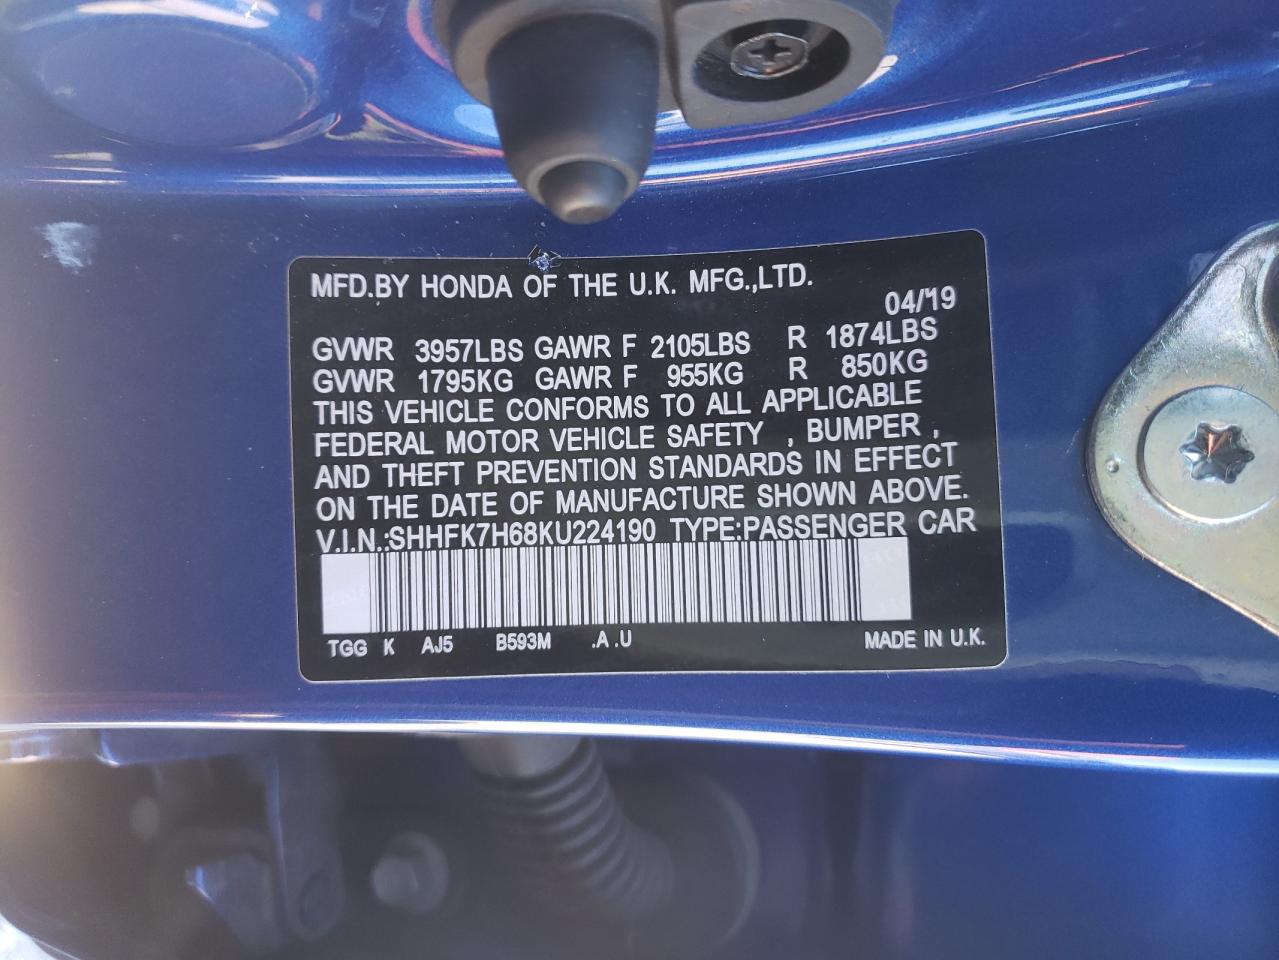 MFD.BY HONDA OF THE U.K. MFG.,LTD.
04/'19
GVWR 3957LBS GAWR F 2105LBS R 1874LBS
GVWR 1795KG GAWR F 955KG R 850KG
THIS VEHICLE CONFORMS TO ALL APPLICABLE
FEDERAL MOTOR VEHICLE SAFETY , BUMPER ,
AND THEFT PREVENTION STANDARDS IN EFFECT
ON THE DATE OF MANUFACTURE SHOWN ABOVE.
V.I.N.:SHHFK7H68KU224190 TYPE:PASSENGER CAR
TGG K AJ5 B593M .A .U MADE IN U.K.